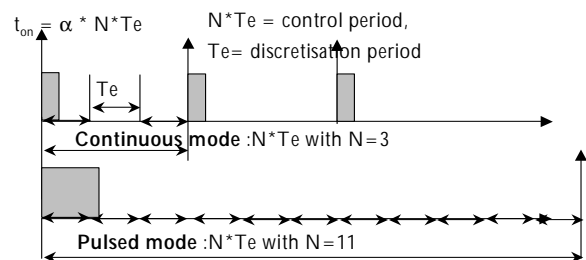 t_on = α * N*Te
N*Te = control period,
Te= discretisation period
Te
Continuous mode :N*Te with N=3
Pulsed mode :N*Te with N=11